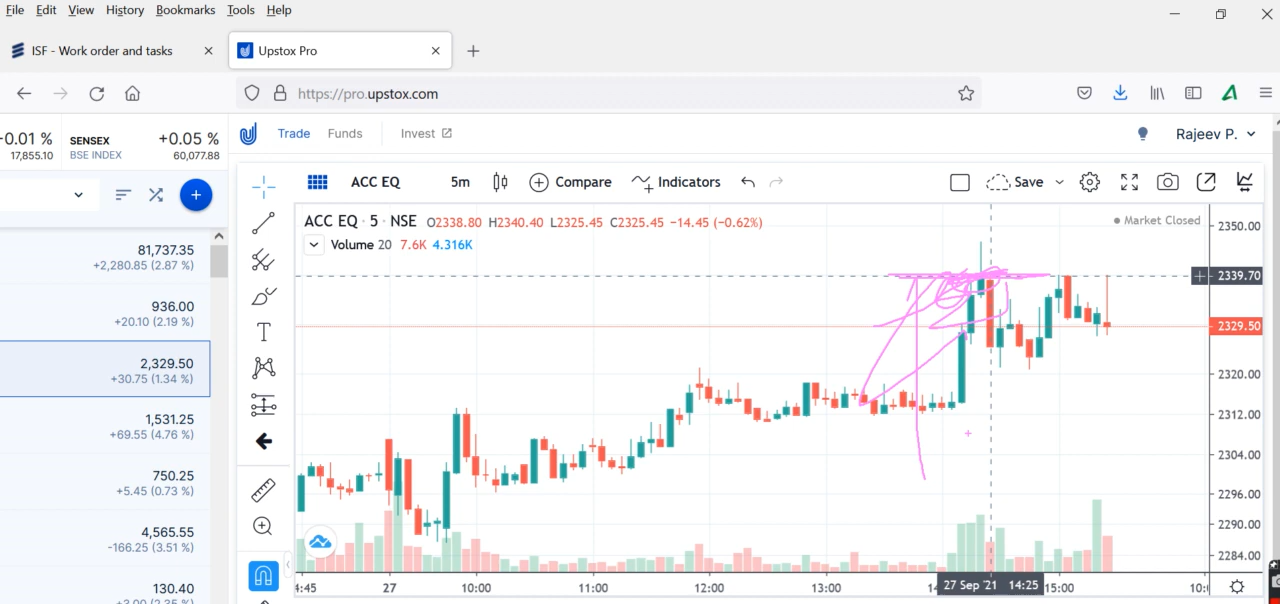 File Edit View History Bookmarks Tools Help
ISF - Work order and tasks
Upstox Pro
https://pro.upstox.com
-0.01 % SENSEX +0.05 %
17,855.10 BSE INDEX 60,077.88
Trade Funds Invest
Rajeev P.
ACC EQ 5m Compare Indicators Save
81,737.35
+2,280.85 (2.87 %)
936.00
+20.10 (2.19 %)
2,329.50
+30.75 (1.34 %)
1,531.25
+69.55 (4.76 %)
750.25
+5.45 (0.73 %)
4,565.55
-166.25 (3.51 %)
130.40
ACC EQ · 5 · NSE O2338.80 H2340.40 L2325.45 C2325.45 −14.45 (−0.62%)
Volume 20 7.6K 4.316K
Market Closed
2350.00
2339.70
2329.50
2320.00
2312.00
2304.00
2296.00
2290.00
2284.00
27 10:00 11:00 12:00 13:00 27 Sep '21 14:25 15:00